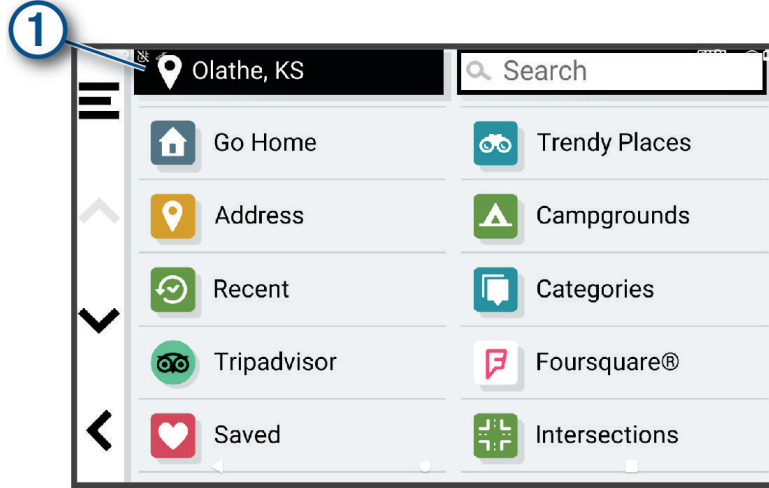 1
Olathe, KS
Search
Go Home
Trendy Places
Address
Campgrounds
Recent
Categories
Tripadvisor
Foursquare®
Saved
Intersections